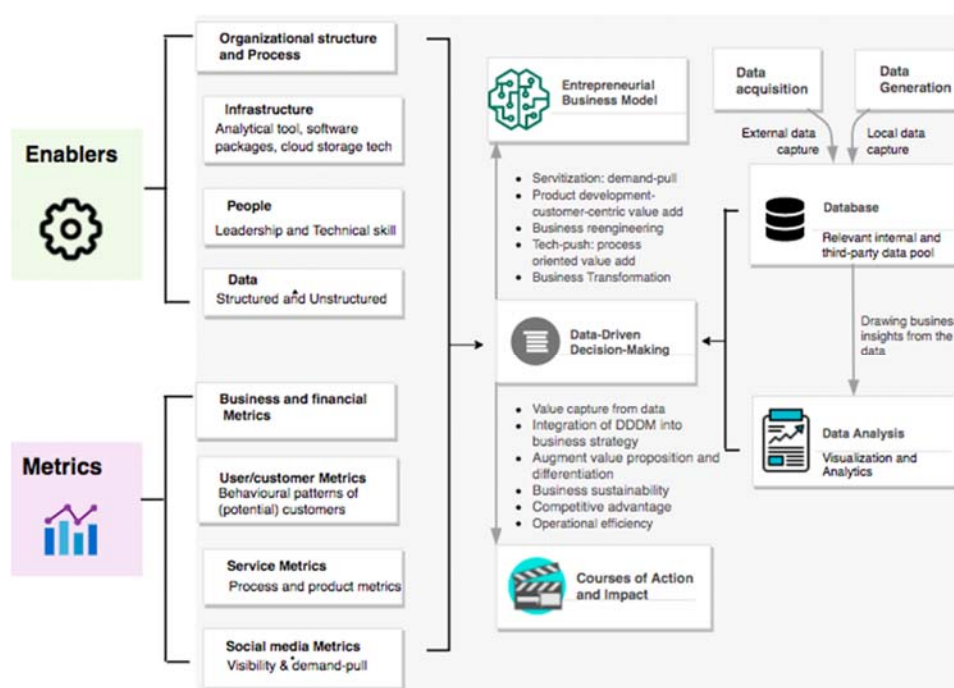 Enablers
Metrics
Organizational structure
and Process
Infrastructure
Analytical tool, software
packages, cloud storage tech
People
Leadership and Technical skill
Data
Structured and Unstructured
Business and financial
Metrics
User/customer Metrics
Behavioural patterns of
(potential) customers
Service Metrics
Process and product metrics
Social media Metrics
Visibility & demand-pull
Entrepreneurial
Business Model
• Servitization: demand-pull
• Product development-
customer-centric value add
• Business reengineering
• Tech-push: process
oriented value add
• Business Transformation
Data-Driven
Decision-Making
• Value capture from data
• Integration of DDDM into
business strategy
• Augment value proposition and
differentiation
• Business sustainability
• Competitive advantage
• Operational efficiency
Courses of Action
and Impact
Data
acquisition
Data
Generation
External data
capture
Local data
capture
Database
Relevant internal and
third-party data pool
Drawing business
insights from the
data
Data Analysis
Visualization and
Analytics